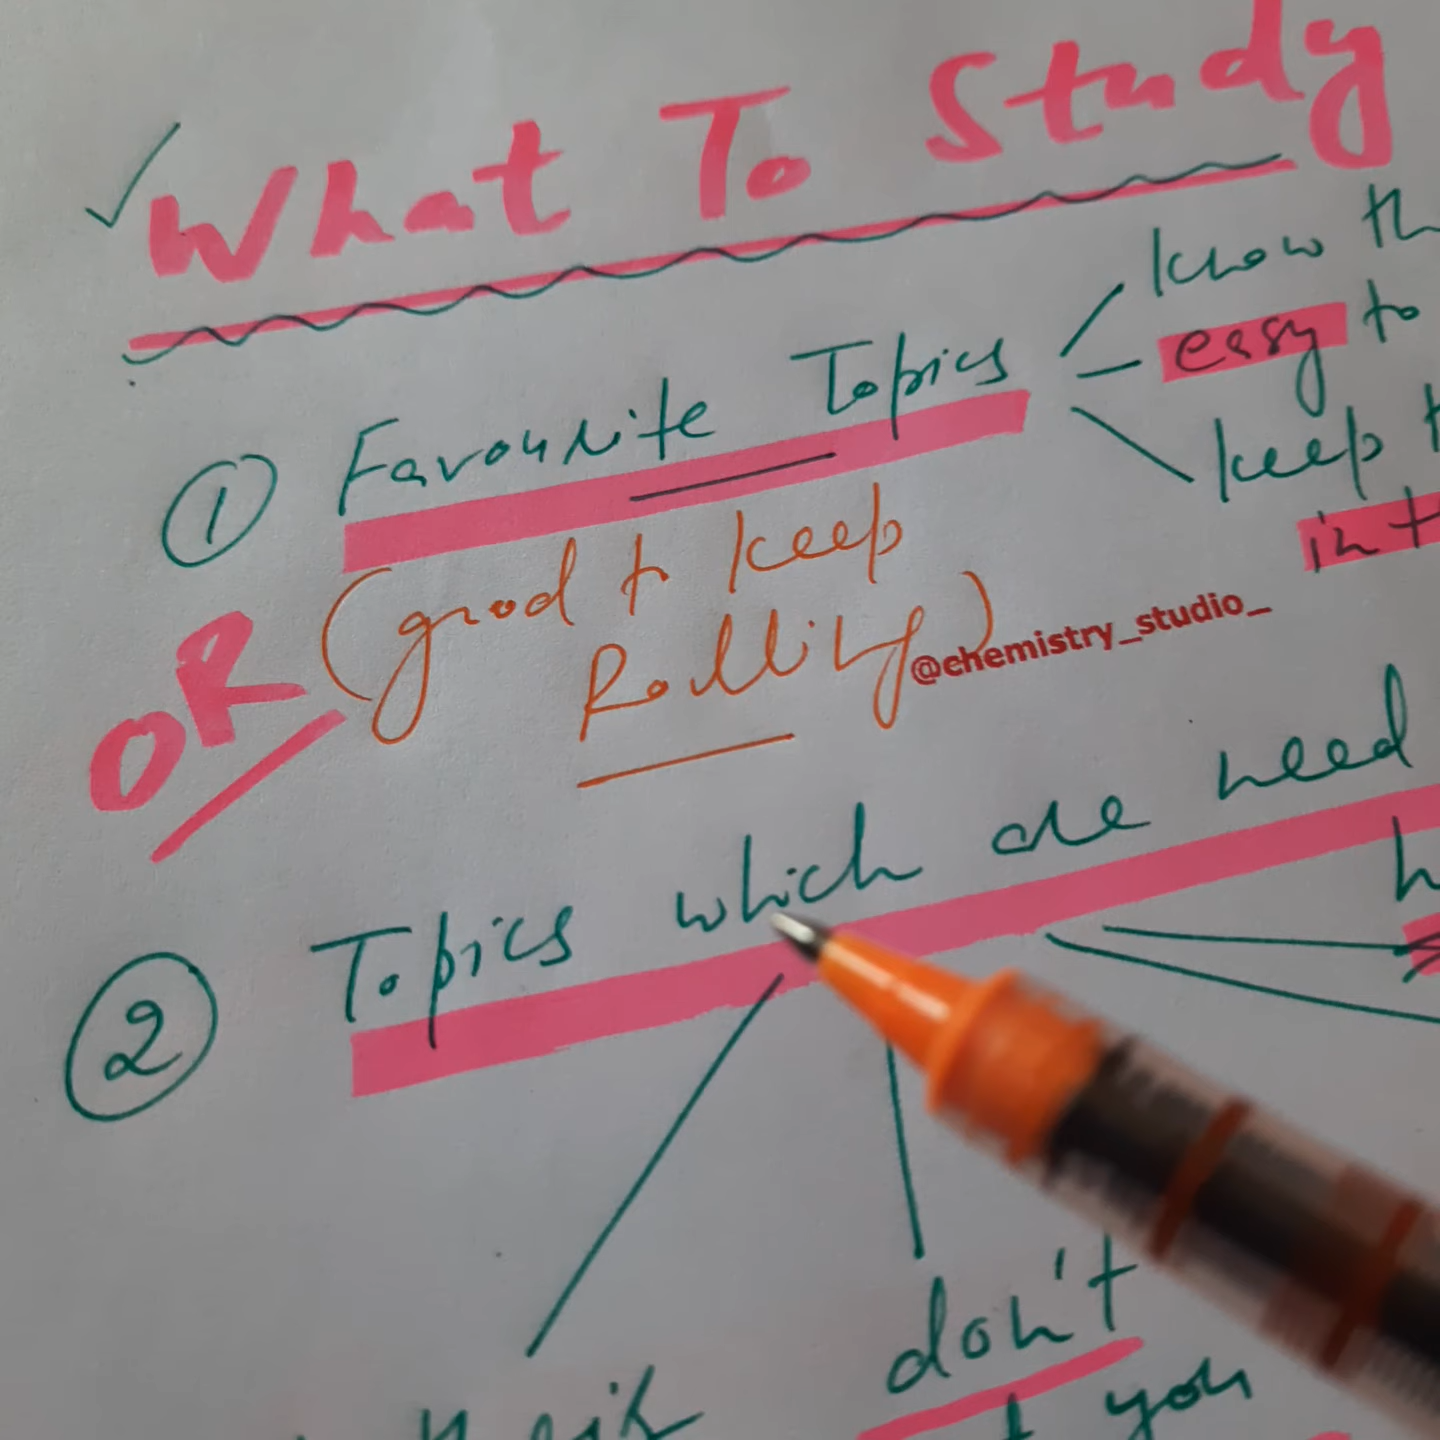 What To Study
know
① Favourite Topics
easy to
keep
(good to keep
in
OR
Rolling)
@chemistry_studio_
② Topics which are need
don't
you